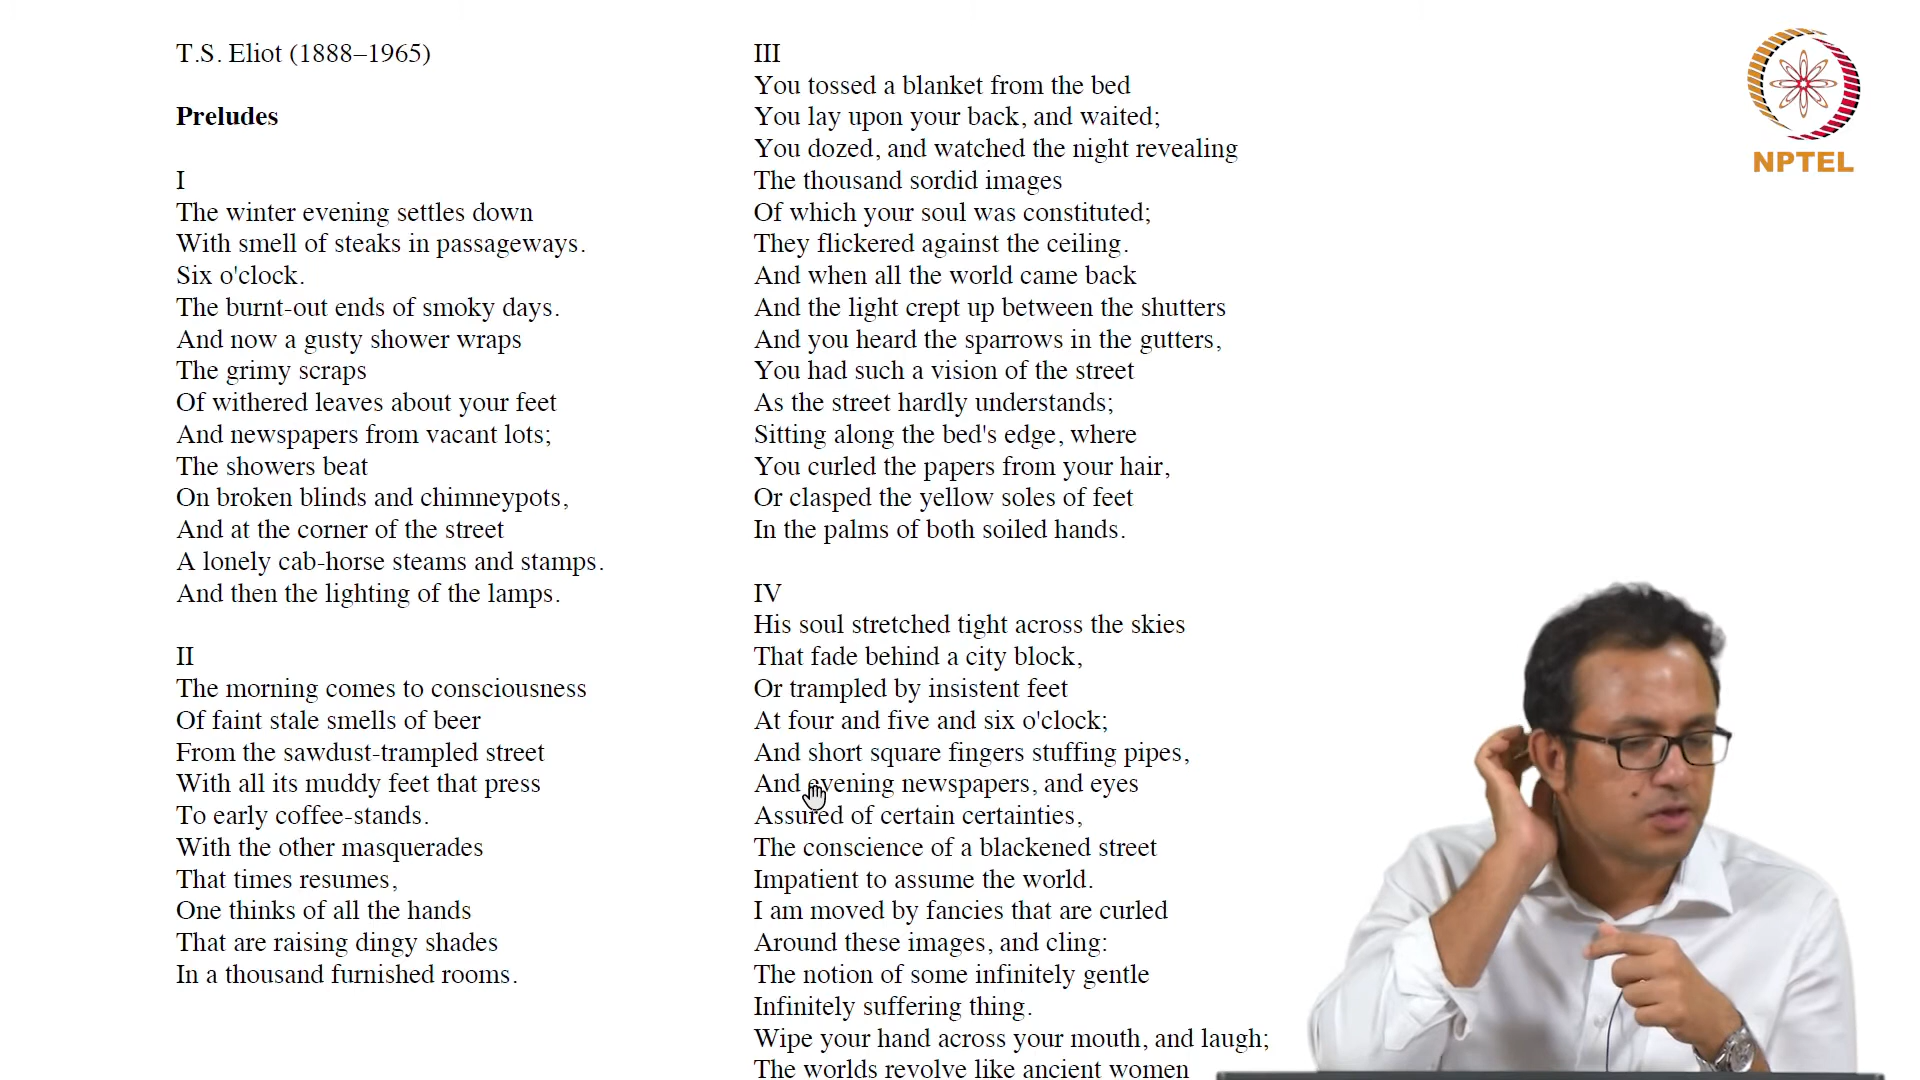 T.S. Eliot (1888–1965)
Preludes
I
The winter evening settles down
With smell of steaks in passageways.
Six o'clock.
The burnt-out ends of smoky days.
And now a gusty shower wraps
The grimy scraps
Of withered leaves about your feet
And newspapers from vacant lots;
The showers beat
On broken blinds and chimneypots,
And at the corner of the street
A lonely cab-horse steams and stamps.
And then the lighting of the lamps.
II
The morning comes to consciousness
Of faint stale smells of beer
From the sawdust-trampled street
With all its muddy feet that press
To early coffee-stands.
With the other masquerades
That times resumes,
One thinks of all the hands
That are raising dingy shades
In a thousand furnished rooms.
III
You tossed a blanket from the bed
You lay upon your back, and waited;
You dozed, and watched the night revealing
The thousand sordid images
Of which your soul was constituted;
They flickered against the ceiling.
And when all the world came back
And the light crept up between the shutters
And you heard the sparrows in the gutters,
You had such a vision of the street
As the street hardly understands;
Sitting along the bed's edge, where
You curled the papers from your hair,
Or clasped the yellow soles of feet
In the palms of both soiled hands.
IV
His soul stretched tight across the skies
That fade behind a city block,
Or trampled by insistent feet
At four and five and six o'clock;
And short square fingers stuffing pipes,
And evening newspapers, and eyes
Assured of certain certainties,
The conscience of a blackened street
Impatient to assume the world.
I am moved by fancies that are curled
Around these images, and cling:
The notion of some infinitely gentle
Infinitely suffering thing.
Wipe your hand across your mouth, and laugh;
The worlds revolve like ancient women
NPTEL